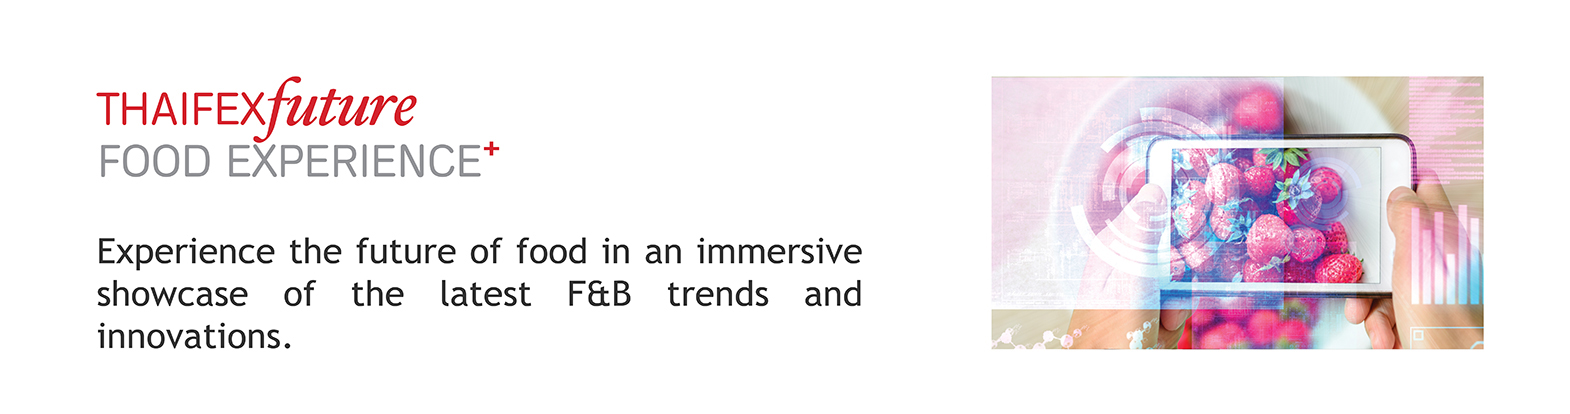 THAIFEXfuture
FOOD EXPERIENCE+
Experience the future of food in an immersive
showcase of the latest F&B trends and
innovations.